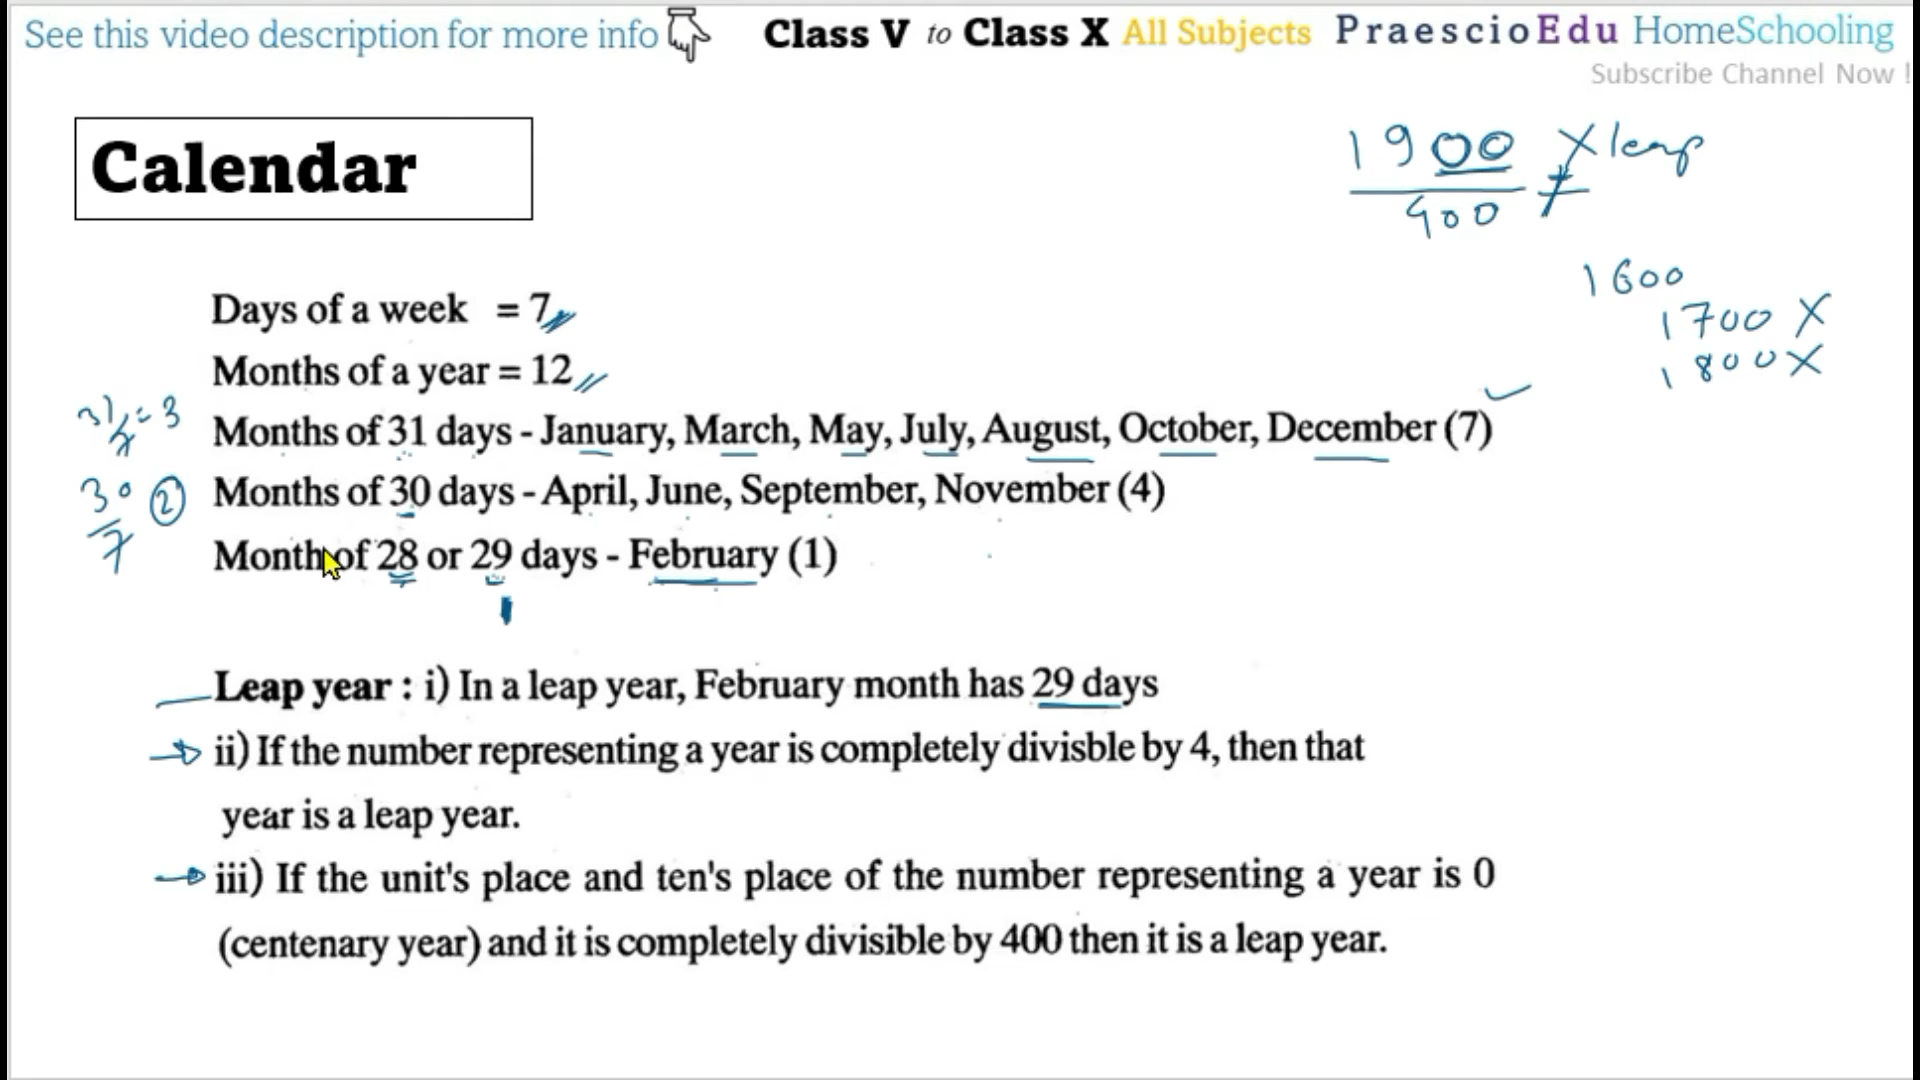 See this video description for more info Class V to Class X All Subjects PraescioEdu HomeSchooling
Subscribe Channel Now !
Calendar
1900 X leap
400 7
1600
1700 X
1800 X
Days of a week = 7
Months of a year = 12
31/7 = 3
Months of 31 days - January, March, May, July, August, October, December (7)
30/7 2
Months of 30 days - April, June, September, November (4)
Month of 28 or 29 days - February (1)
Leap year : i) In a leap year, February month has 29 days
ii) If the number representing a year is completely divisble by 4, then that
year is a leap year.
iii) If the unit's place and ten's place of the number representing a year is 0
(centenary year) and it is completely divisible by 400 then it is a leap year.